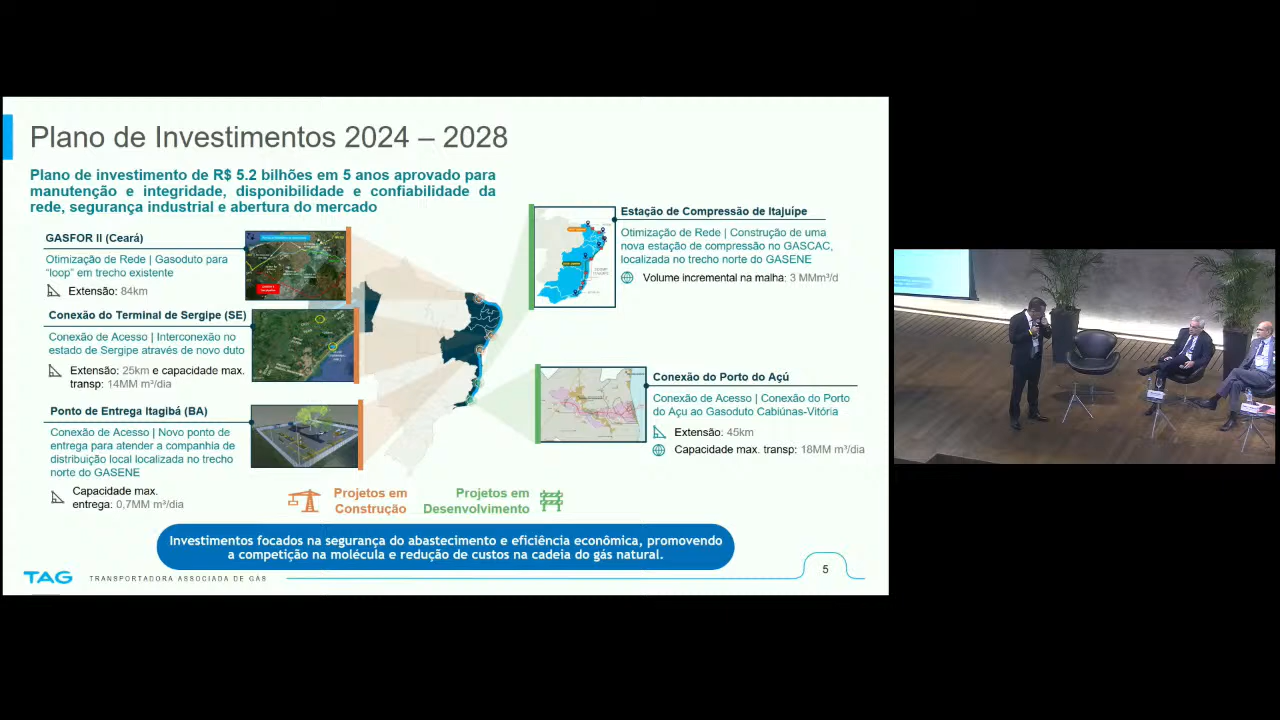 Plano de Investimentos 2024 – 2028
Plano de investimento de R$ 5.2 bilhões em 5 anos aprovado para
manutenção e integridade, disponibilidade e confiabilidade da
rede, segurança industrial e abertura do mercado
GASFOR II (Ceará)
Otimização de Rede | Gasoduto para
“loop” em trecho existente
Extensão: 84km
Conexão do Terminal de Sergipe (SE)
Conexão de Acesso | Interconexão no
estado de Sergipe através de novo duto
Extensão: 25km e capacidade max.
transp: 14MM m³/dia
Ponto de Entrega Itagibá (BA)
Conexão de Acesso | Novo ponto de
entrega para atender a companhia de
distribuição local localizada no trecho
norte do GASENE
Capacidade max.
entrega: 0,7MM m³/dia
Estação de Compressão de Itajuípe
Otimização de Rede | Construção de uma
nova estação de compressão no GASCAC,
localizada no trecho norte do GASENE
Volume incremental na malha: 3 MMm³/d
Conexão do Porto do Açú
Conexão de Acesso | Conexão do Porto
do Açu ao Gasoduto Cabiúnas-Vitória
Extensão: 45km
Capacidade max. transp: 18MM m³/dia
Projetos em
Construção
Projetos em
Desenvolvimento
Investimentos focados na segurança do abastecimento e eficiência econômica, promovendo
a competição na molécula e redução de custos na cadeia do gás natural.
TAG TRANSPORTADORA ASSOCIADA DE GÁS
5